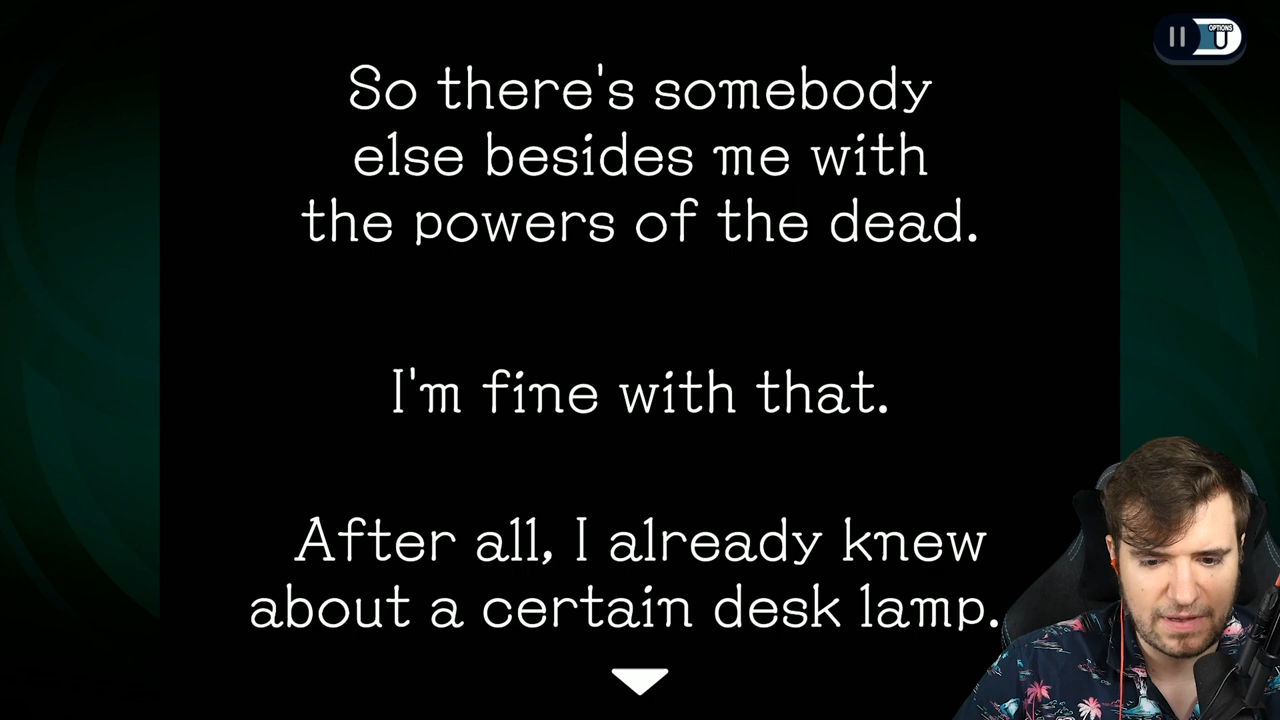 OPTIONS
So there's somebody
else besides me with
the powers of the dead.
I'm fine with that.
After all, I already knew
about a certain desk lamp.